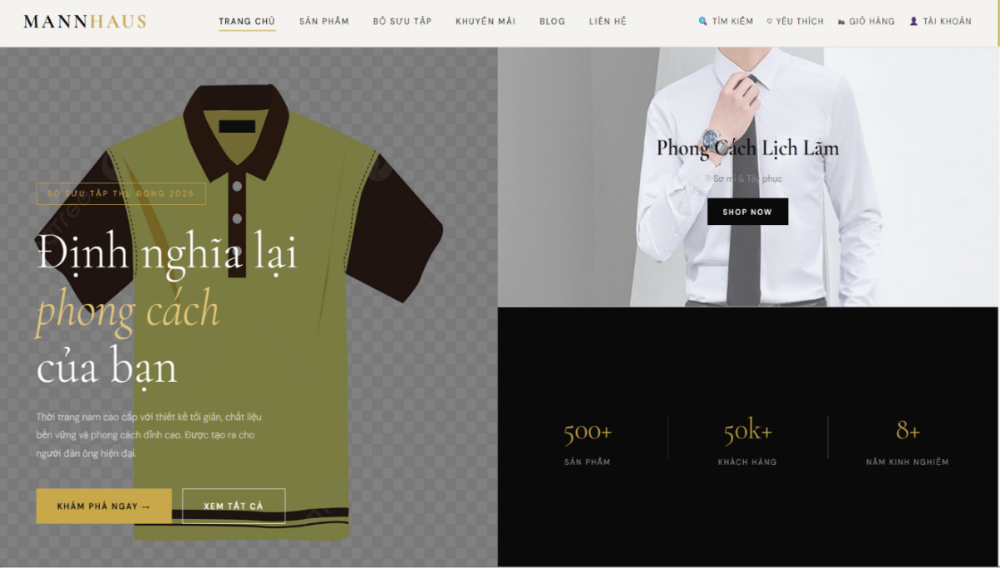 MANNHAUS
TRANG CHỦ SẢN PHẨM BỘ SƯU TẬP KHUYẾN MÃI BLOG LIÊN HỆ
TÌM KIẾM YÊU THÍCH GIỎ HÀNG TÀI KHOẢN
BỘ SƯU TẬP THU ĐÔNG 2025
Định nghĩa lại
phong cách
của bạn
Thời trang nam cao cấp với thiết kế tối giản, chất liệu
bền vững và phong cách đỉnh cao. Được tạo ra cho
người đàn ông hiện đại.
KHÁM PHÁ NGAY →
XEM TẤT CẢ
Phong Cách Lịch Lãm
Sơ mi & Tây phục
SHOP NOW
500+
SẢN PHẨM
50k+
KHÁCH HÀNG
8+
NĂM KINH NGHIỆM